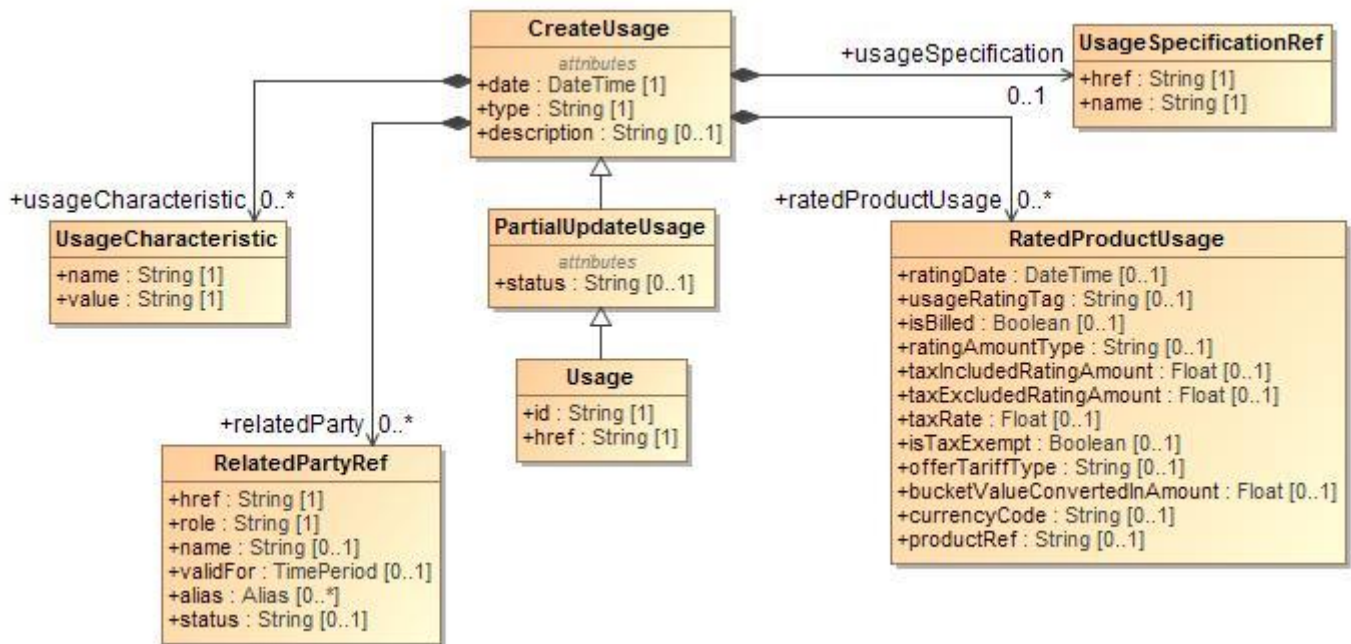 CreateUsage
attributes
+date : DateTime [1]
+type : String [1]
+description : String [0..1]
+usageSpecification
0..1
UsageSpecificationRef
+href : String [1]
+name : String [1]
+usageCharacteristic 0..*
UsageCharacteristic
+name : String [1]
+value : String [1]
PartialUpdateUsage
attributes
+status : String [0..1]
+ratedProductUsage 0..*
RatedProductUsage
+ratingDate : DateTime [0..1]
+usageRatingTag : String [0..1]
+isBilled : Boolean [0..1]
+ratingAmountType : String [0..1]
+taxIncludedRatingAmount : Float [0..1]
+taxExcludedRatingAmount : Float [0..1]
+taxRate : Float [0..1]
+isTaxExempt : Boolean [0..1]
+offerTariffType : String [0..1]
+bucketValueConvertedInAmount : Float [0..1]
+currencyCode : String [0..1]
+productRef : String [0..1]
Usage
+id : String [1]
+href : String [1]
+relatedParty 0..*
RelatedPartyRef
+href : String [1]
+role : String [1]
+name : String [0..1]
+validFor : TimePeriod [0..1]
+alias : Alias [0..*]
+status : String [0..1]